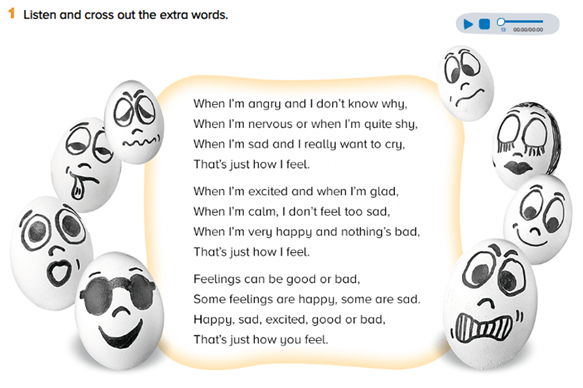 1 Listen and cross out the extra words.
00:00/00:00
When I'm angry and I don't know why,
When I'm nervous or when I'm quite shy,
When I'm sad and I really want to cry,
That's just how I feel.
When I'm excited and when I'm glad,
When I'm calm, I don't feel too sad,
When I'm very happy and nothing's bad,
That's just how I feel.
Feelings can be good or bad,
Some feelings are happy, some are sad.
Happy, sad, excited, good or bad,
That's just how you feel.